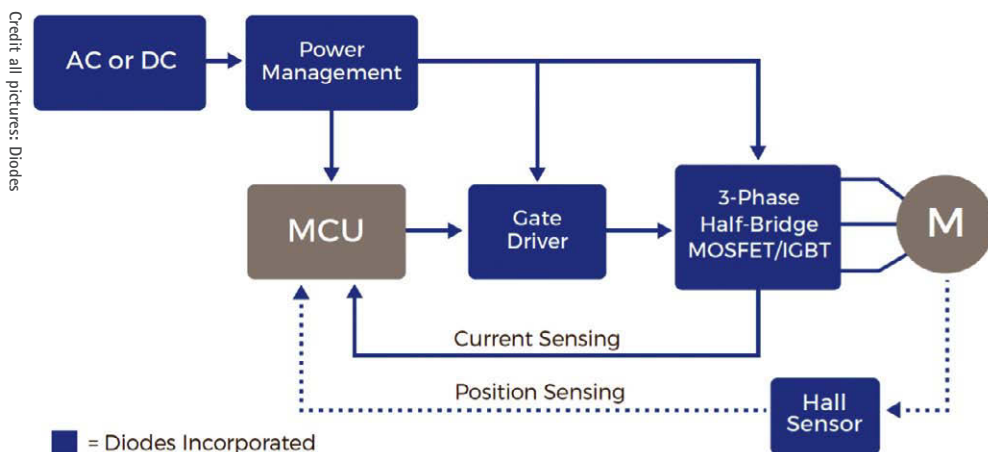 Credit all pictures: Diodes
AC or DC
Power
Management
MCU
Gate
Driver
3-Phase
Half-Bridge
MOSFET/IGBT
M
Current Sensing
Position Sensing
Hall
Sensor
= Diodes Incorporated